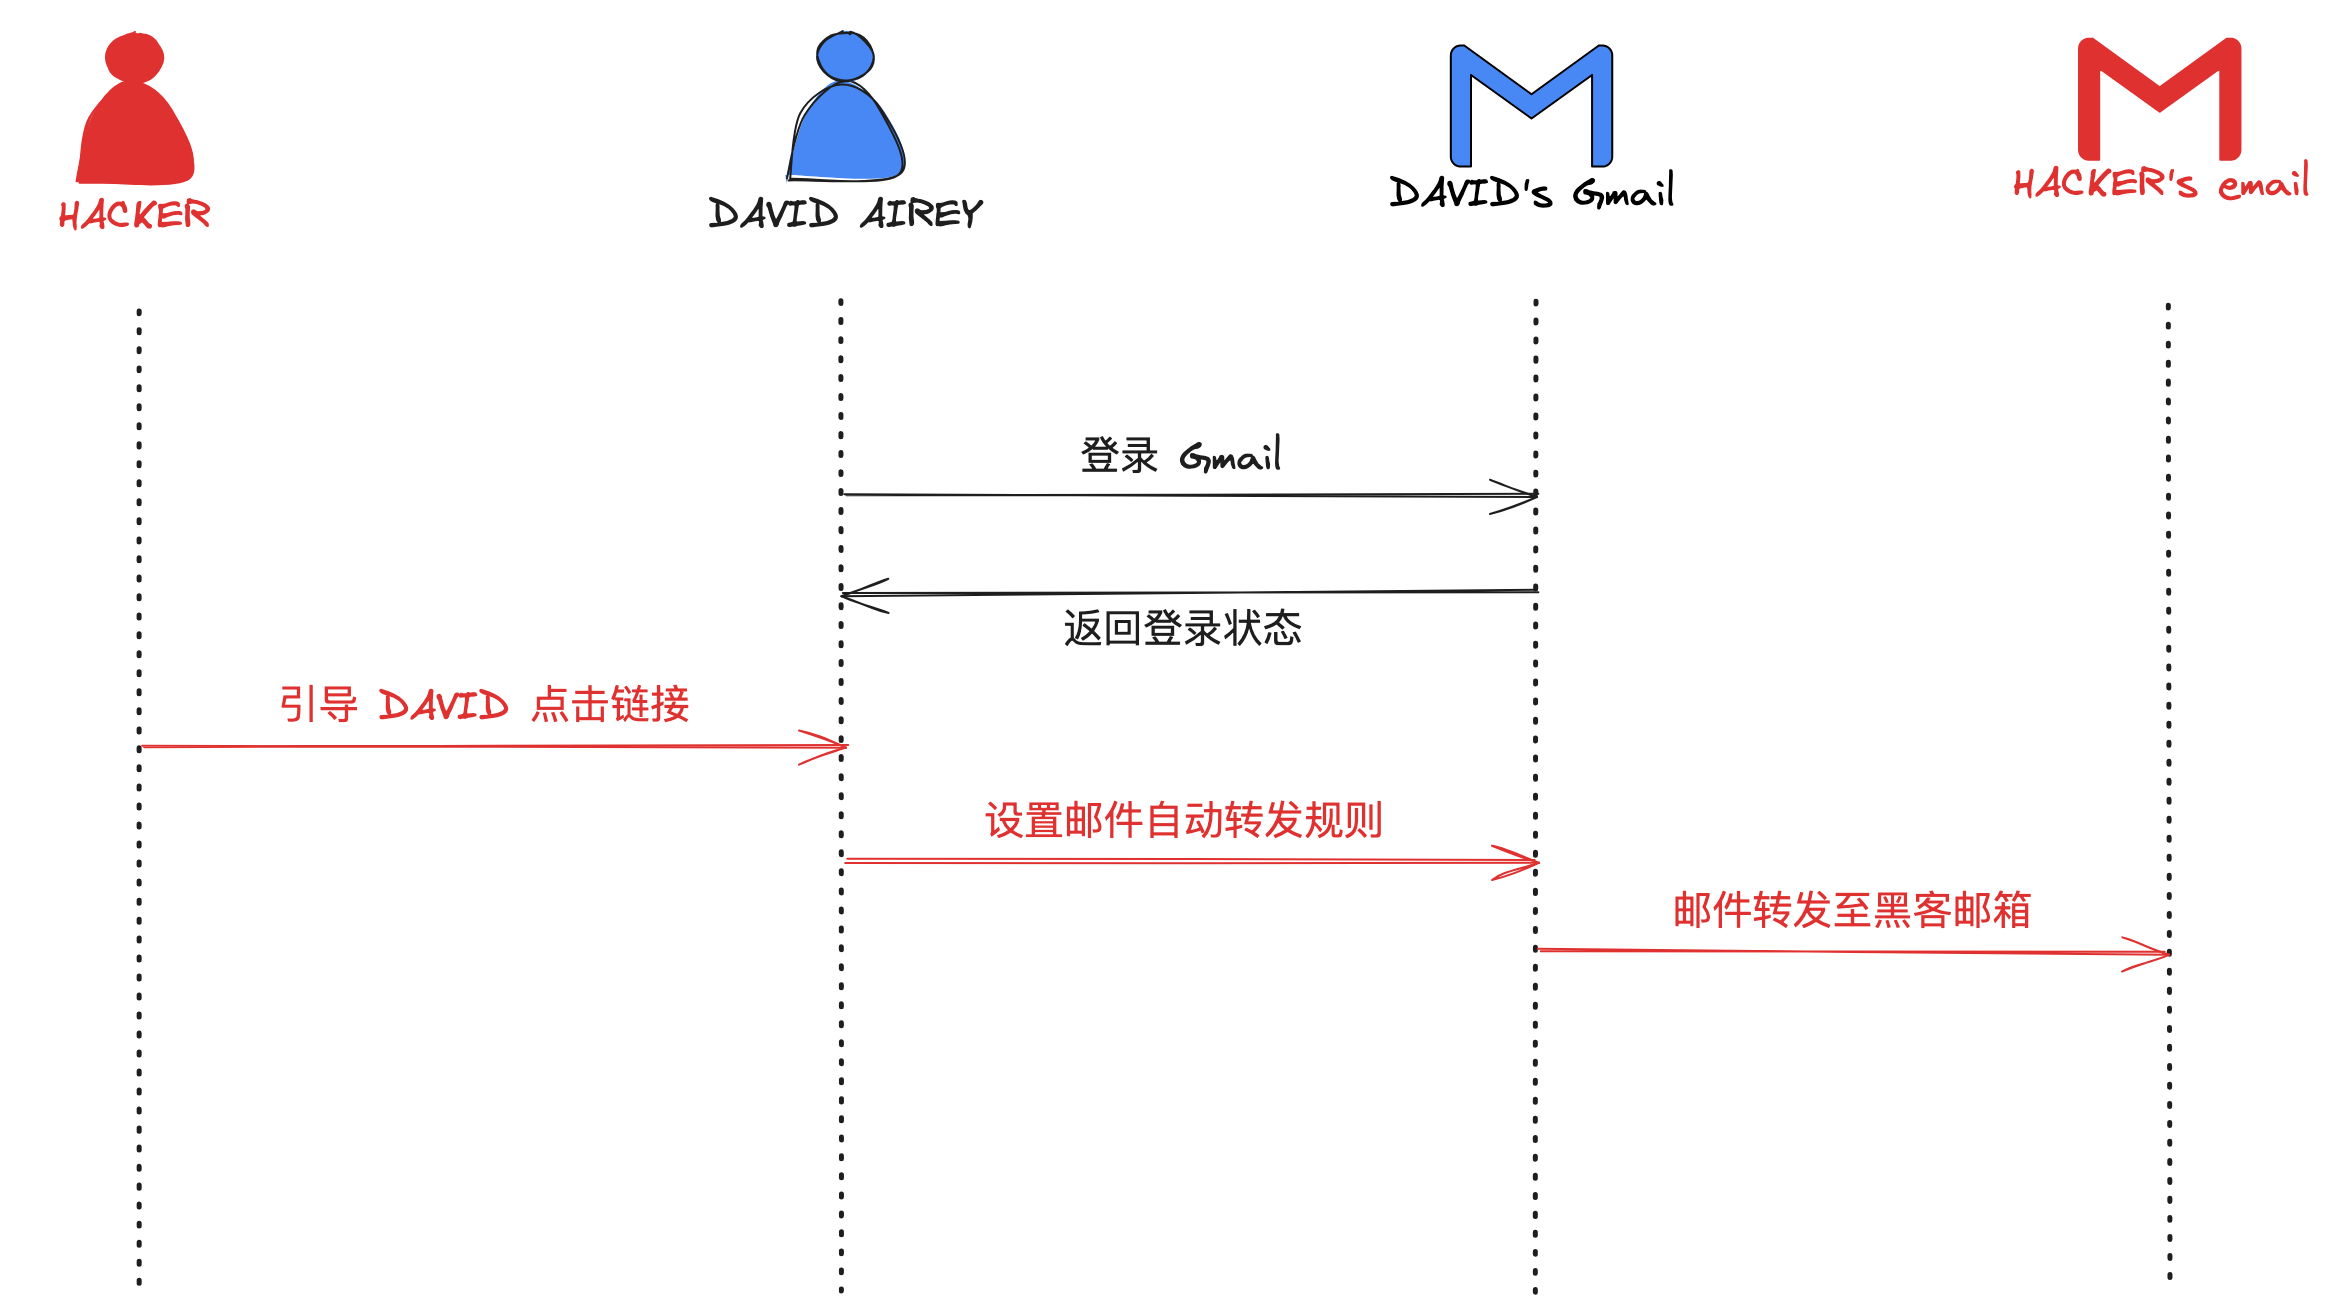 HACKER
DAVID AIREY
DAVID's Gmail
HACKER's email
登录 Gmail
返回登录状态
引导 DAVID 点击链接
设置邮件自动转发规则
邮件转发至黑客邮箱